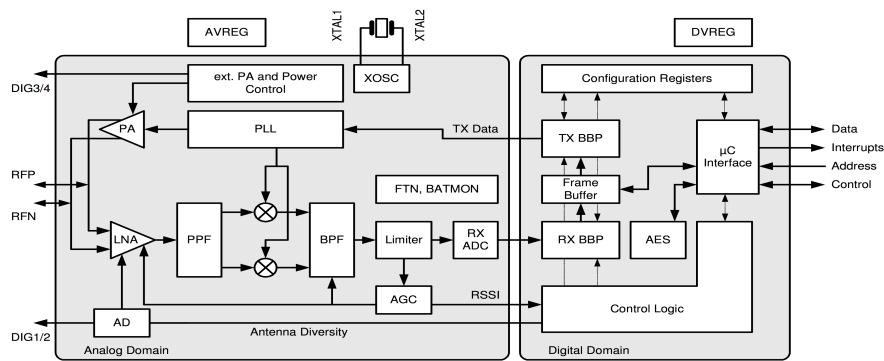 AVREG
XTAL1
XTAL2
DVREG
DIG3/4
ext. PA and Power
Control
XOSC
Configuration Registers
PA
PLL
TX Data
TX BBP
µC
Interface
Data
Interrupts
Address
Control
RFP
RFN
FTN, BATMON
Frame
Buffer
LNA
PPF
BPF
Limiter
RX
ADC
RX BBP
AES
AGC
RSSI
Control Logic
DIG1/2
AD
Antenna Diversity
Analog Domain
Digital Domain